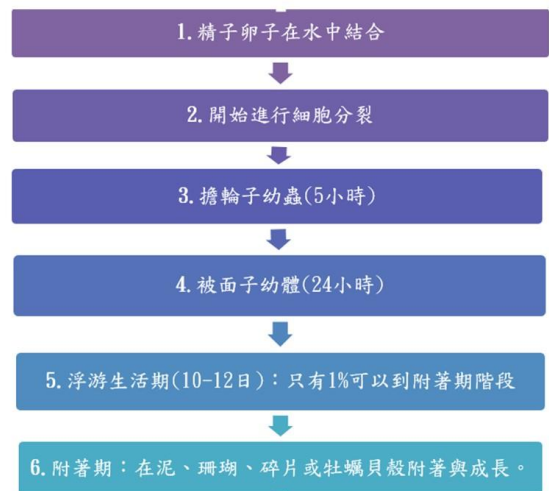 1. 精子卵子在水中結合
2. 開始進行細胞分裂
3. 擔輪子幼蟲(5小時)
4. 被面子幼體(24小時)
5. 浮游生活期(10-12日)：只有1%可以到附著期階段
6. 附著期：在泥、珊瑚、碎片或牡蠣貝殼附著與成長。